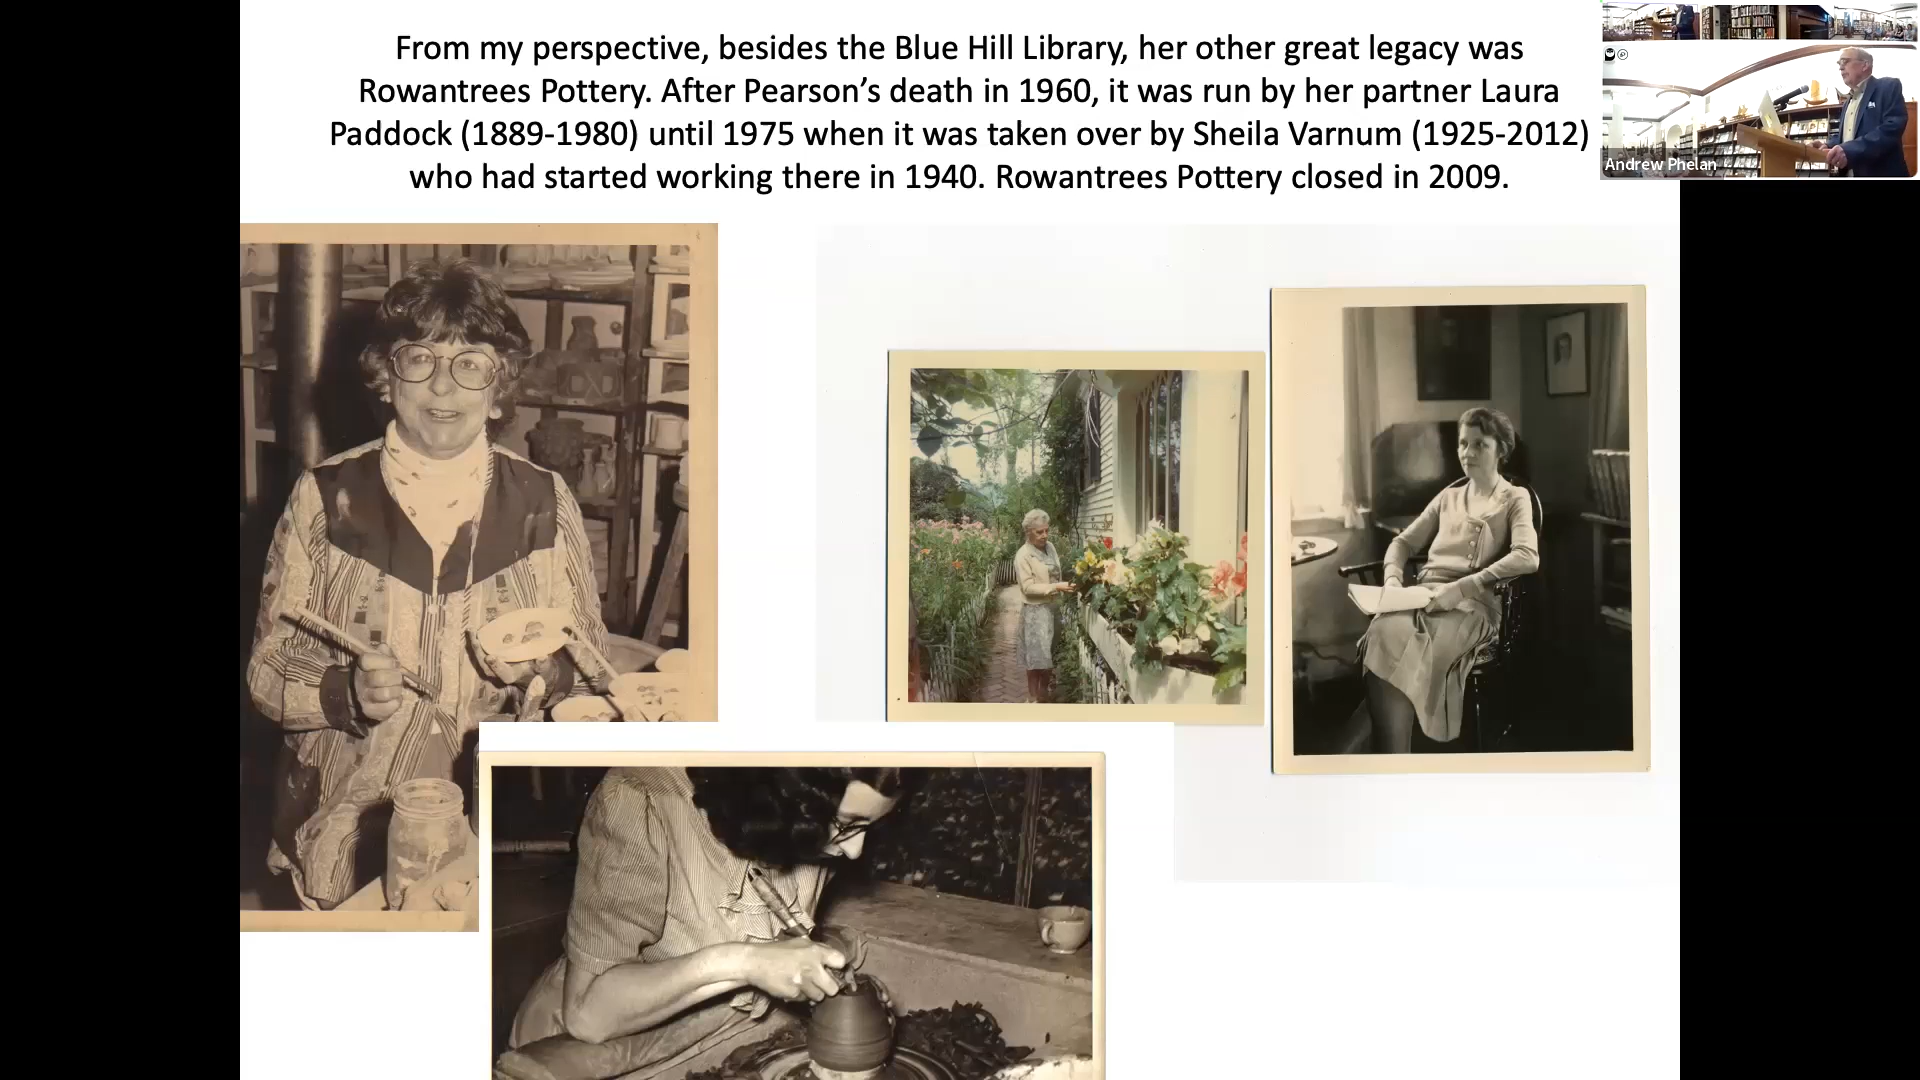 From my perspective, besides the Blue Hill Library, her other great legacy was
Rowantrees Pottery. After Pearson’s death in 1960, it was run by her partner Laura
Paddock (1889-1980) until 1975 when it was taken over by Sheila Varnum (1925-2012)
who had started working there in 1940. Rowantrees Pottery closed in 2009.
Andrew Phelan